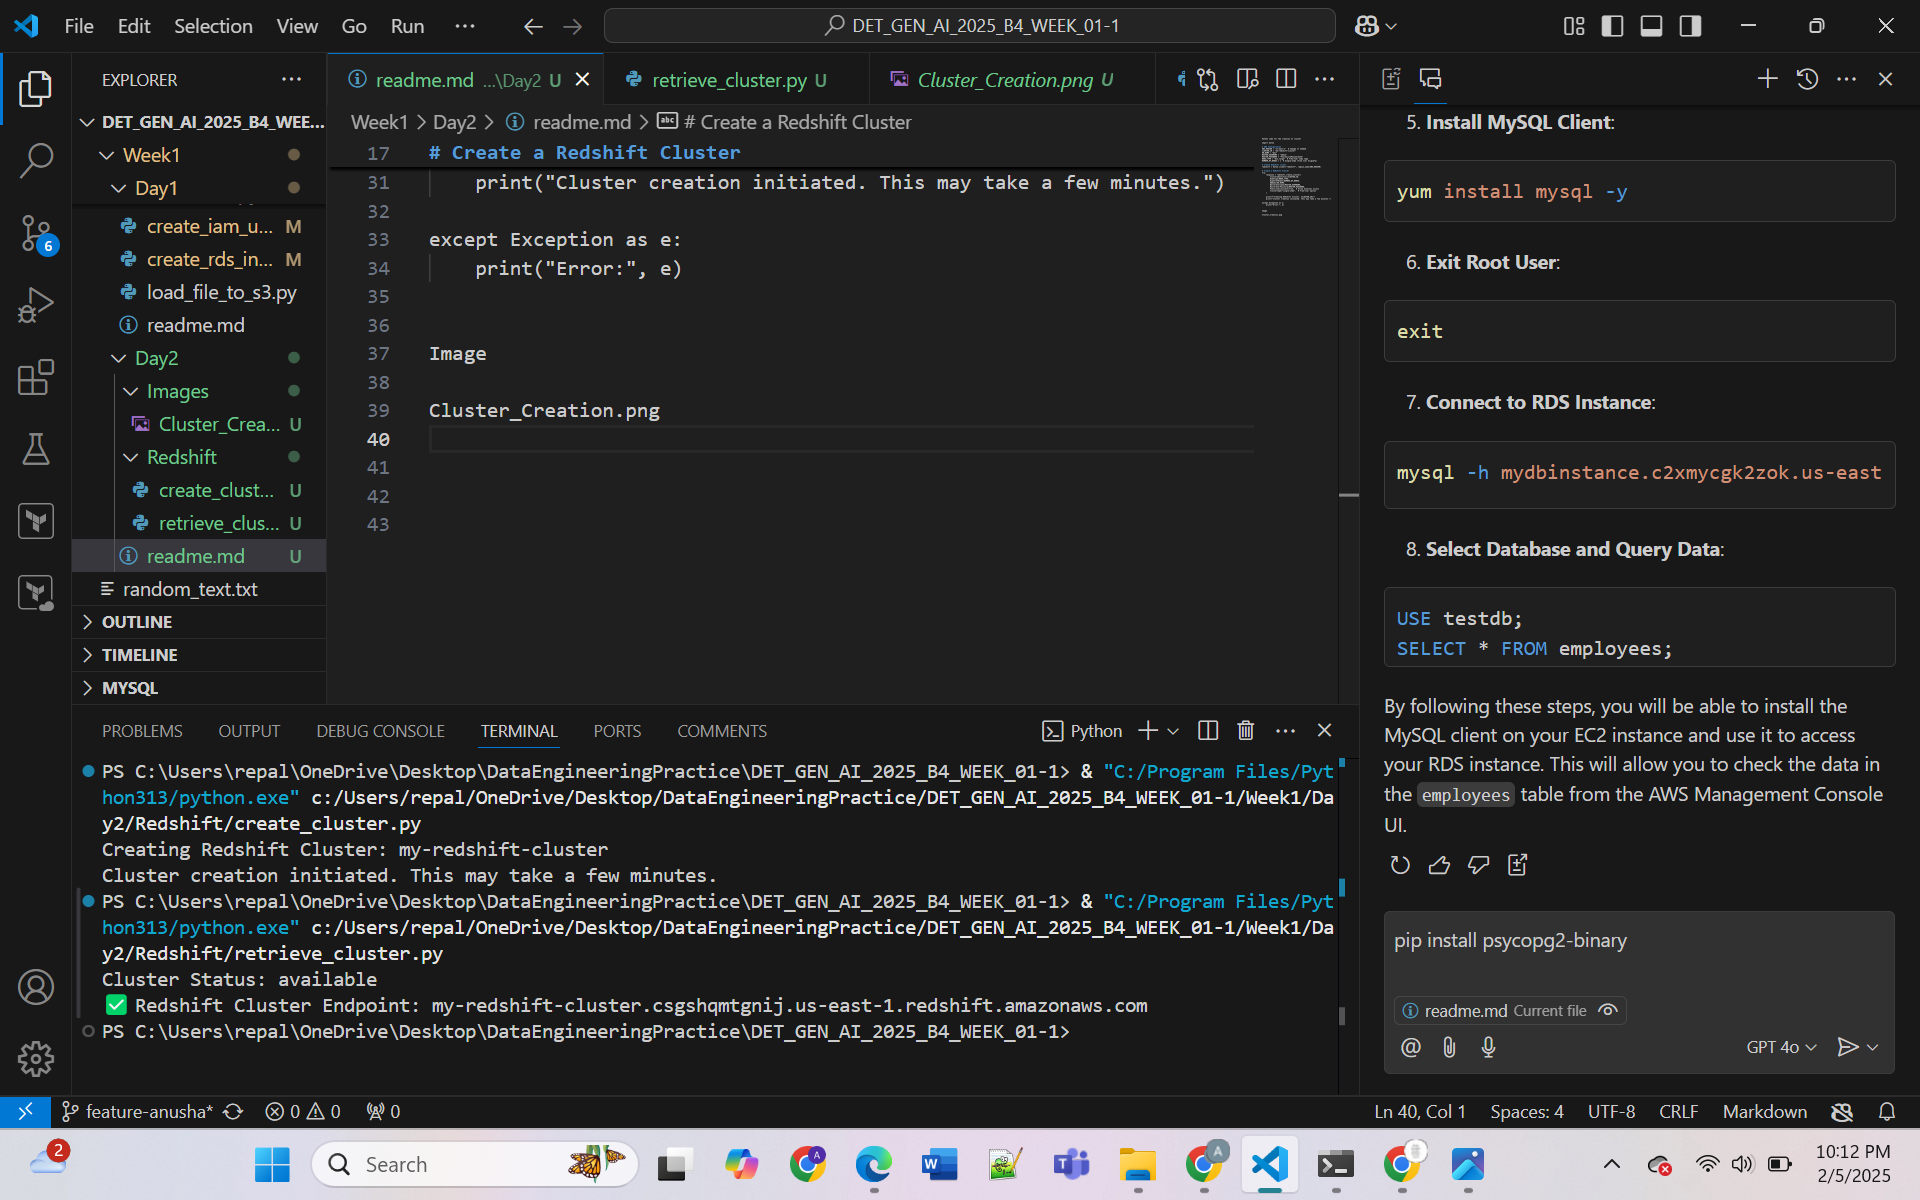 File Edit Selection View Go Run ···
DET_GEN_AI_2025_B4_WEEK_01-1
EXPLORER
DET_GEN_AI_2025_B4_WEE...
Week1
Day1
create_iam_u... M
create_rds_in... M
load_file_to_s3.py
readme.md
Day2
Images
Cluster_Crea... U
Redshift
create_clust... U
retrieve_clus... U
readme.md U
random_text.txt
OUTLINE
TIMELINE
MYSQL
6
readme.md ...\Day2 U
retrieve_cluster.py U
Cluster_Creation.png U
Week1 > Day2 > readme.md > # Create a Redshift Cluster
17 # Create a Redshift Cluster
31 print("Cluster creation initiated. This may take a few minutes.")
32
33 except Exception as e:
34 print("Error:", e)
35
36
37 Image
38
39 Cluster_Creation.png
40
41
42
43
PROBLEMS OUTPUT DEBUG CONSOLE TERMINAL PORTS COMMENTS
Python
PS C:\Users\repal\OneDrive\Desktop\DataEngineeringPractice\DET_GEN_AI_2025_B4_WEEK_01-1> & "C:/Program Files/Pyt
hon313/python.exe" c:/Users/repal/OneDrive/Desktop/DataEngineeringPractice/DET_GEN_AI_2025_B4_WEEK_01-1/Week1/Da
y2/Redshift/create_cluster.py
Creating Redshift Cluster: my-redshift-cluster
Cluster creation initiated. This may take a few minutes.
PS C:\Users\repal\OneDrive\Desktop\DataEngineeringPractice\DET_GEN_AI_2025_B4_WEEK_01-1> & "C:/Program Files/Pyt
hon313/python.exe" c:/Users/repal/OneDrive/Desktop/DataEngineeringPractice/DET_GEN_AI_2025_B4_WEEK_01-1/Week1/Da
y2/Redshift/retrieve_cluster.py
Cluster Status: available
✅ Redshift Cluster Endpoint: my-redshift-cluster.csgshqmtgnij.us-east-1.redshift.amazonaws.com
PS C:\Users\repal\OneDrive\Desktop\DataEngineeringPractice\DET_GEN_AI_2025_B4_WEEK_01-1>
5. Install MySQL Client:
yum install mysql -y
6. Exit Root User:
exit
7. Connect to RDS Instance:
mysql -h mydbinstance.c2xmycgk2zok.us-east
8. Select Database and Query Data:
USE testdb;
SELECT * FROM employees;
By following these steps, you will be able to install the
MySQL client on your EC2 instance and use it to access
your RDS instance. This will allow you to check the data in
the employees table from the AWS Management Console
UI.
pip install psycopg2-binary
readme.md Current file
@ GPT 4o
feature-anusha* 0 0 0
Ln 40, Col 1 Spaces: 4 UTF-8 CRLF Markdown
2
Search
10:12 PM
2/5/2025